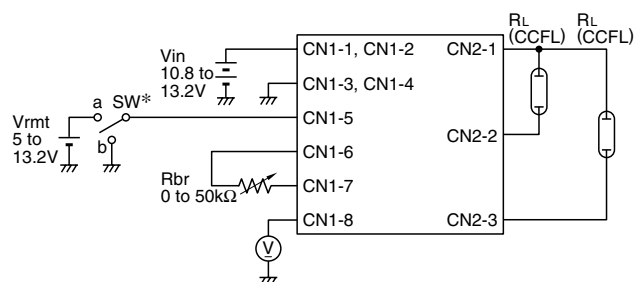 RL
(CCFL)
RL
(CCFL)
Vin
10.8 to
13.2V
CN1-1, CN1-2
CN2-1
CN1-3, CN1-4
a
SW*
Vrmt
5 to
13.2V
b
CN1-5
CN2-2
CN1-6
Rbr
0 to 50kΩ
CN1-7
CN1-8
CN2-3
V